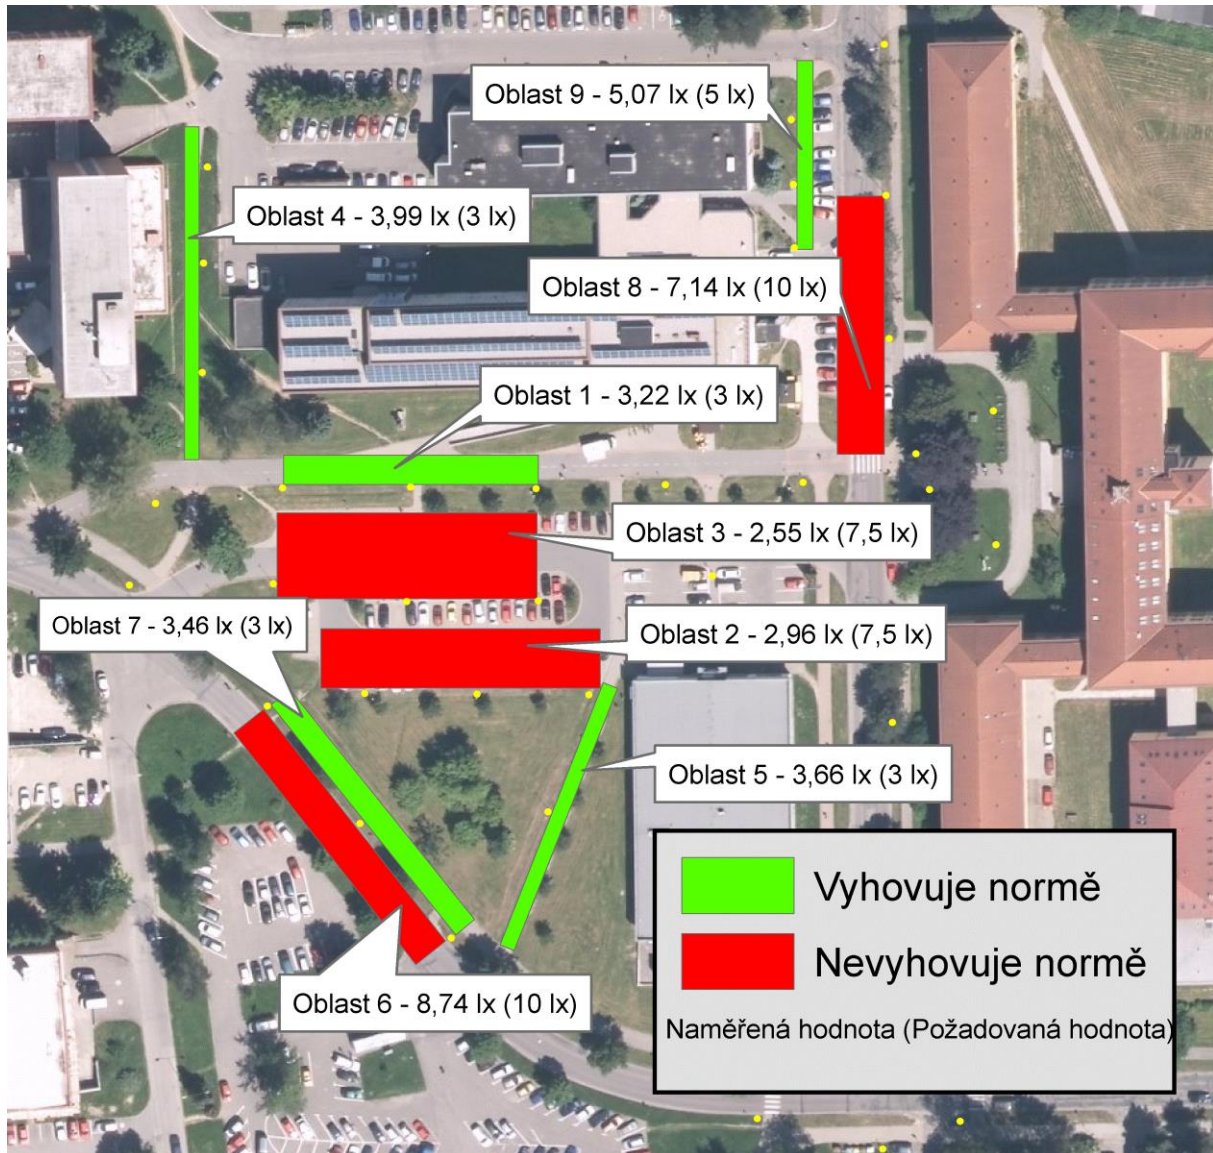 Oblast 9 - 5,07 lx (5 lx)
Oblast 4 - 3,99 lx (3 lx)
Oblast 8 - 7,14 lx (10 lx)
Oblast 1 - 3,22 lx (3 lx)
Oblast 3 - 2,55 lx (7,5 lx)
Oblast 7 - 3,46 lx (3 lx)
Oblast 2 - 2,96 lx (7,5 lx)
Oblast 5 - 3,66 lx (3 lx)
Oblast 6 - 8,74 lx (10 lx)
Vyhovuje normě
Nevyhovuje normě
Naměřená hodnota (Požadovaná hodnota)